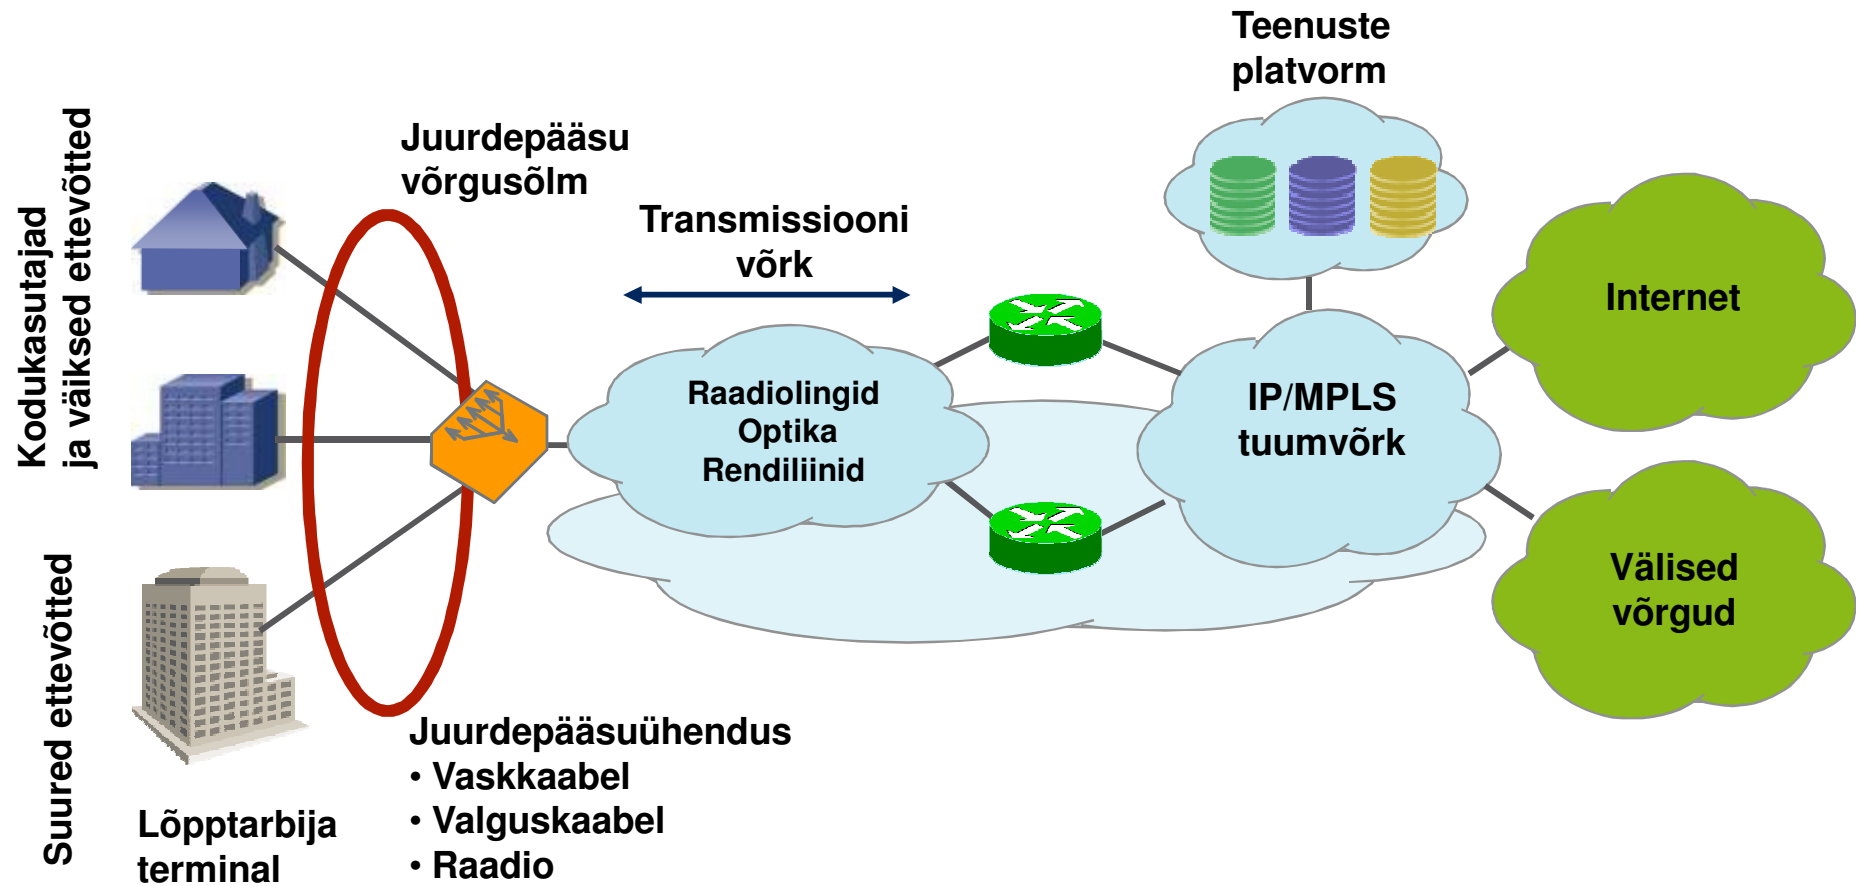 Teenuste
platvorm
Kodukasutajad
ja väiksed ettevõtted
Juurdepääsu
võrgusõlm
Transmissiooni
võrk
Internet
Raadiolingid
Optika
Rendiliinid
IP/MPLS
tuumvõrk
Välised
võrgud
Suured ettevõtted
Juurdepääsuühendus
• Vaskkaabel
• Valguskaabel
• Raadio
Lõpptarbija
terminal